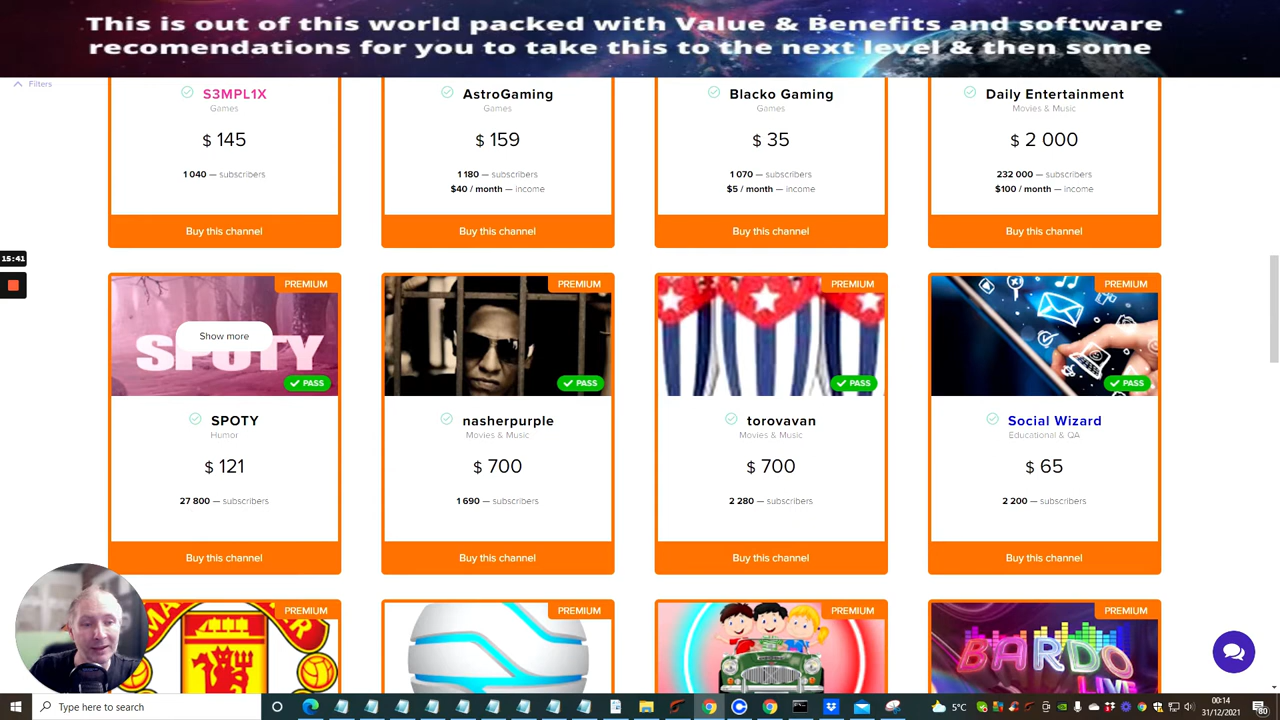 This is out of this world packed with Value & Benefits and software
recomendations for you to take this to the next level & then some
Filters
S3MPL1X
Games
$ 145
1 040 — subscribers
Buy this channel
AstroGaming
Games
$ 159
1 180 — subscribers
$40 / month — income
Buy this channel
Blacko Gaming
Games
$ 35
1 070 — subscribers
$5 / month — income
Buy this channel
Daily Entertainment
Movies & Music
$ 2 000
232 000 — subscribers
$100 / month — income
Buy this channel
15:41
PREMIUM
SPOTY
Show more
PASS
SPOTY
Humor
$ 121
27 800 — subscribers
Buy this channel
PREMIUM
PASS
nasherpurple
Movies & Music
$ 700
1 690 — subscribers
Buy this channel
PREMIUM
PASS
torovavan
Movies & Music
$ 700
2 280 — subscribers
Buy this channel
PREMIUM
PASS
Social Wizard
Educational & QA
$ 65
2 200 — subscribers
Buy this channel
PREMIUM
PREMIUM
PREMIUM
PREMIUM
BARDO
LIVE
Type here to search
5°C
00:14
31/12/2021